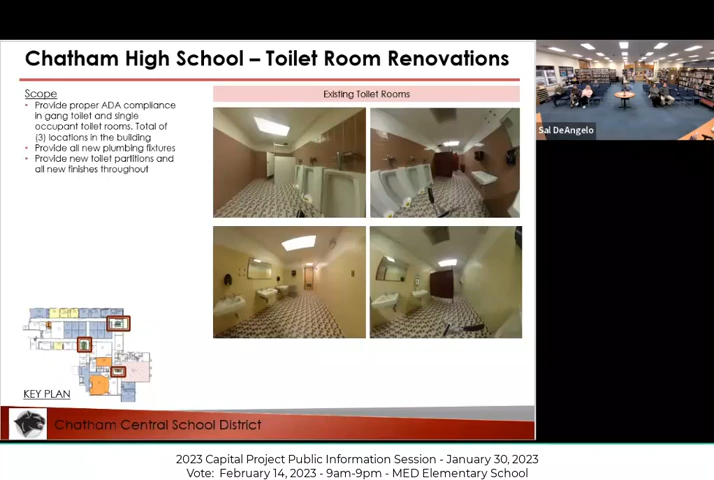 Chatham High School – Toilet Room Renovations
Scope
• Provide proper ADA compliance
in gang toilet and single
occupant toilet rooms. Total of
(3) locations in the building
• Provide all new plumbing fixtures
• Provide new toilet partitions and
all new finishes throughout
Existing Toilet Rooms
Sal DeAngelo
KEY PLAN
Chatham Central School District
2023 Capital Project Public Information Session - January 30, 2023
Vote: February 14, 2023 - 9am-9pm - MED Elementary School